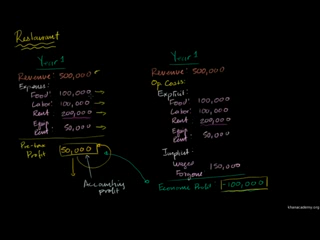 Restaurant
Year 1
Revenue: 500,000
Expenses:
Food: 100,000
Labor: 100,000
Rent 200,000
Equip
Rent: 50,000
Pre-tax
Profit 50,000
Accounting
profit
Year 1
Revenue: 500,000
Op Costs:
Explicit:
Food: 100,000
Labor: 100,000
Rent 200,000
Equip
Rent: 50,000
Implicit
Wages 150,000
Forgone
Economic Profit -100,000
khanacademy.org